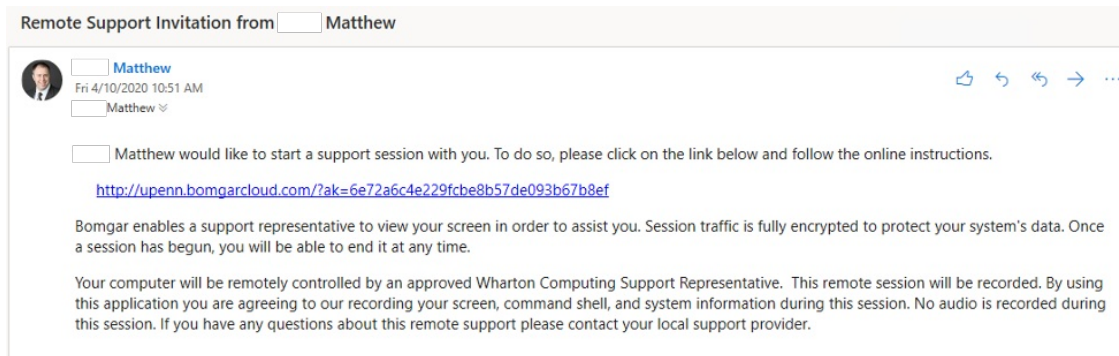 Remote Support Invitation from Matthew
Matthew
Fri 4/10/2020 10:51 AM
Matthew
Matthew would like to start a support session with you. To do so, please click on the link below and follow the online instructions.
http://upenn.bomgarcloud.com/?ak=6e72a6c4e229fcbe8b57de093b67b8ef
Bomgar enables a support representative to view your screen in order to assist you. Session traffic is fully encrypted to protect your system's data. Once
a session has begun, you will be able to end it at any time.
Your computer will be remotely controlled by an approved Wharton Computing Support Representative. This remote session will be recorded. By using
this application you are agreeing to our recording your screen, command shell, and system information during this session. No audio is recorded during
this session. If you have any questions about this remote support please contact your local support provider.